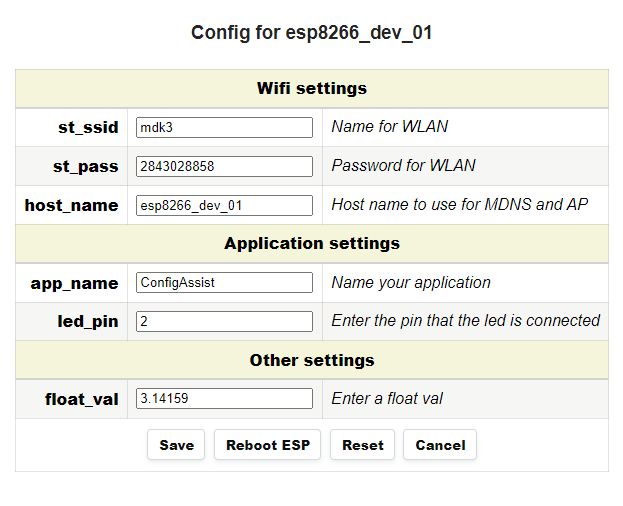 Config for esp8266_dev_01
Wifi settings
st_ssid mdk3 Name for WLAN
st_pass 2843028858 Password for WLAN
host_name esp8266_dev_01 Host name to use for MDNS and AP
Application settings
app_name ConfigAssist Name your application
led_pin 2 Enter the pin that the led is connected
Other settings
float_val 3.14159 Enter a float val
Save Reboot ESP Reset Cancel